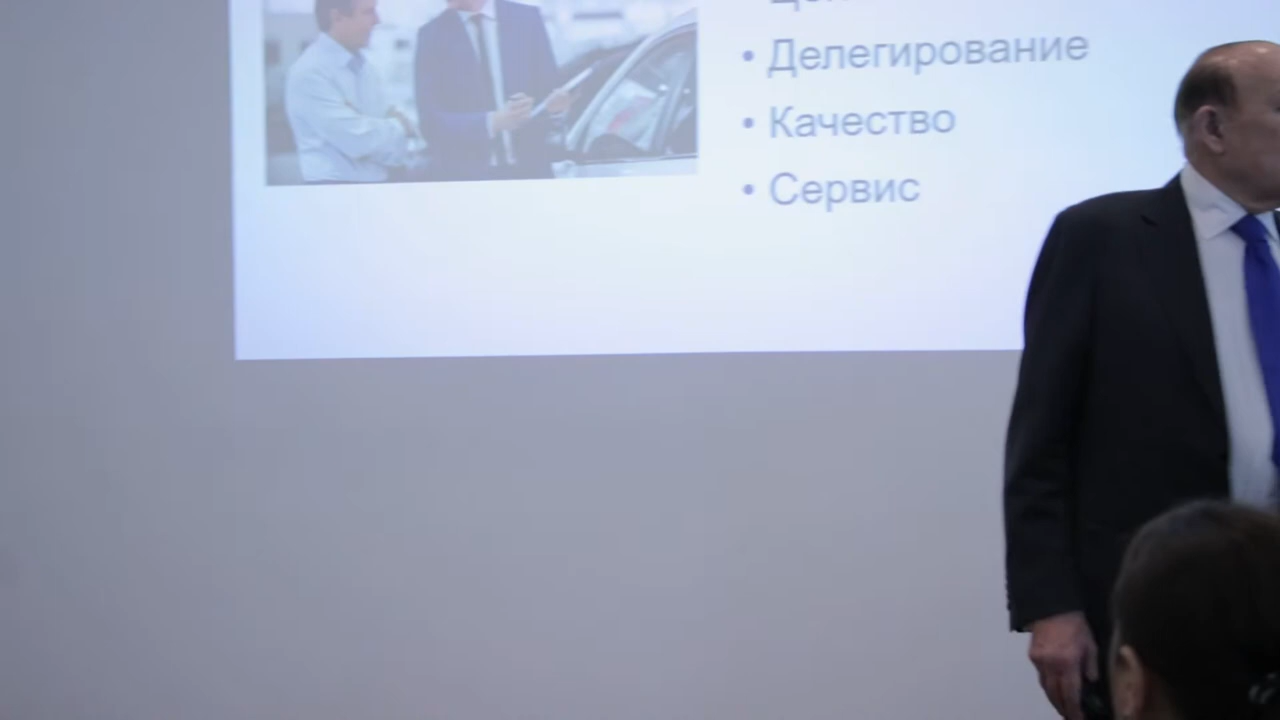 • Делегирование
• Качество
• Сервис